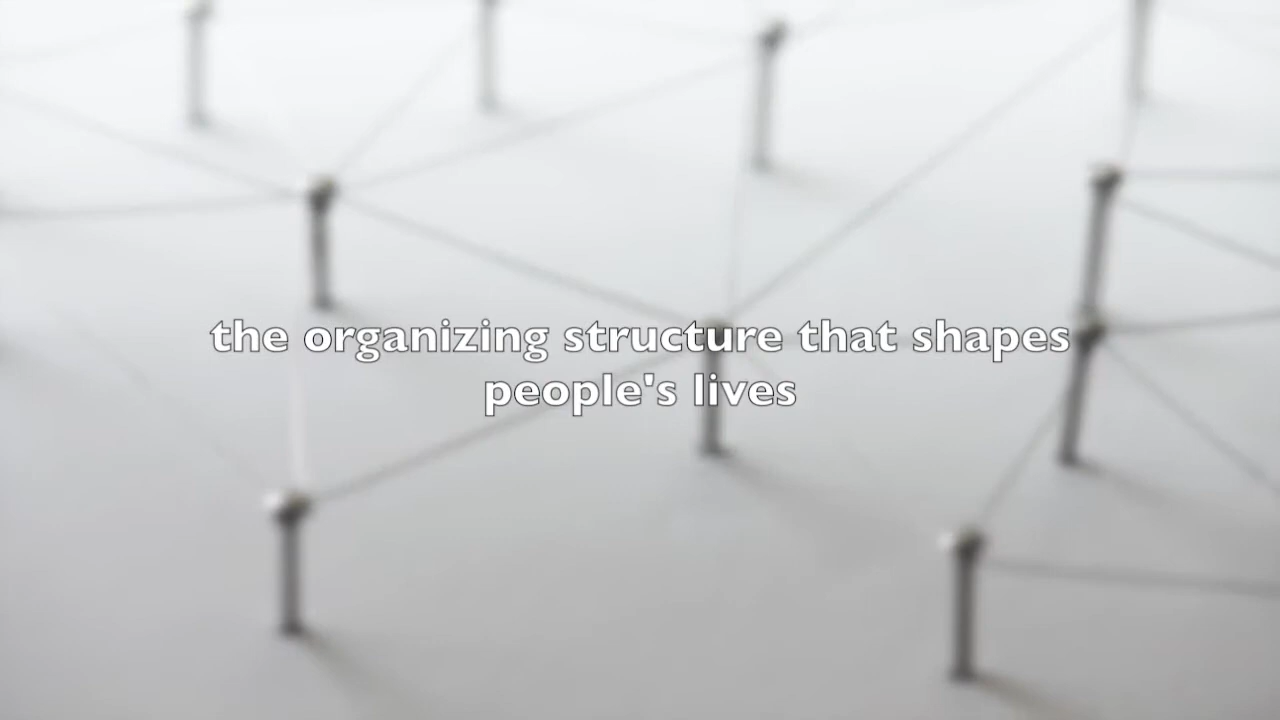 the organizing structure that shapes
people's lives